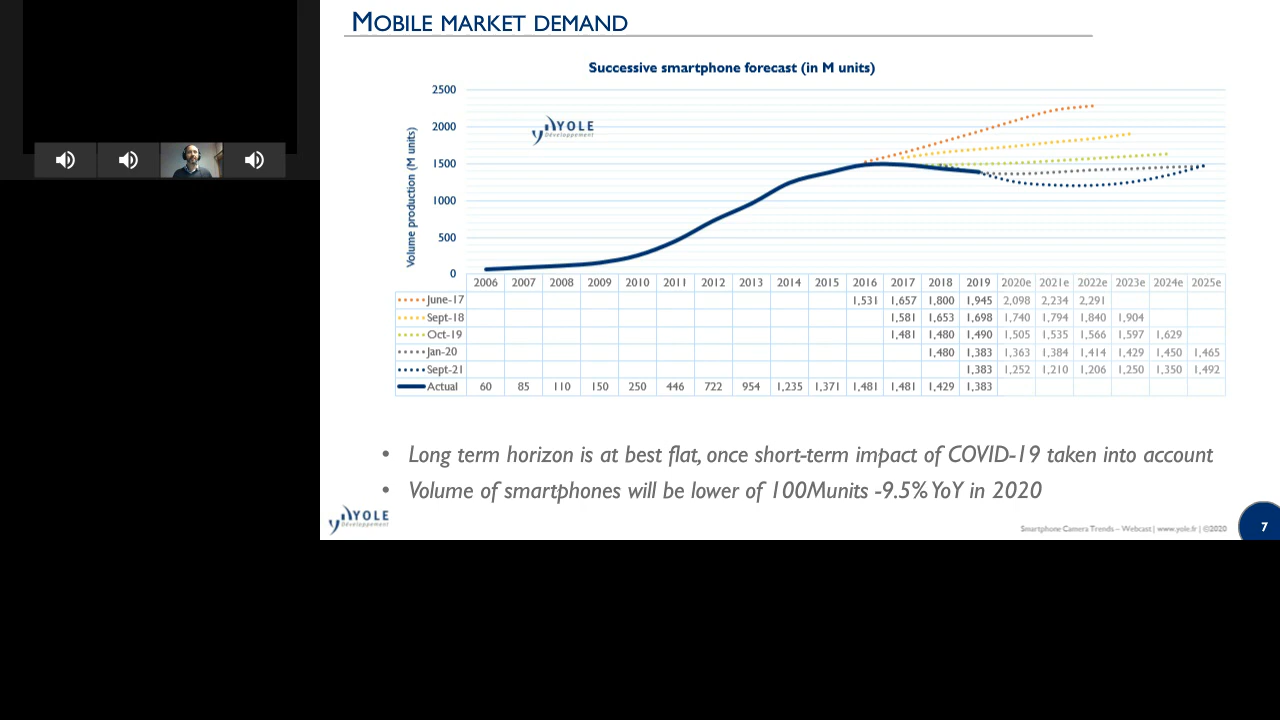 MOBILE MARKET DEMAND
Successive smartphone forecast (in M units)
Volume production (M units)
2500
2000
1500
1000
500
0
YOLE
Développement
2006 2007 2008 2009 2010 2011 2012 2013 2014 2015 2016 2017 2018 2019 2020e 2021e 2022e 2023e 2024e 2025e
June-17 1,531 1,657 1,800 1,945 2,098 2,234 2,291
Sept-18 1,581 1,653 1,698 1,740 1,794 1,840 1,904
Oct-19 1,481 1,480 1,490 1,505 1,535 1,566 1,597 1,629
Jan-20 1,480 1,383 1,363 1,384 1,414 1,429 1,450 1,465
Sept-21 1,383 1,252 1,210 1,206 1,250 1,350 1,492
Actual 60 85 110 150 250 446 722 954 1,235 1,371 1,481 1,481 1,429 1,383
• Long term horizon is at best flat, once short-term impact of COVID-19 taken into account
• Volume of smartphones will be lower of 100Munits -9.5% YoY in 2020
YOLE
Développement
Smartphone Camera Trends – Webcast | www.yole.fr | ©2020
7